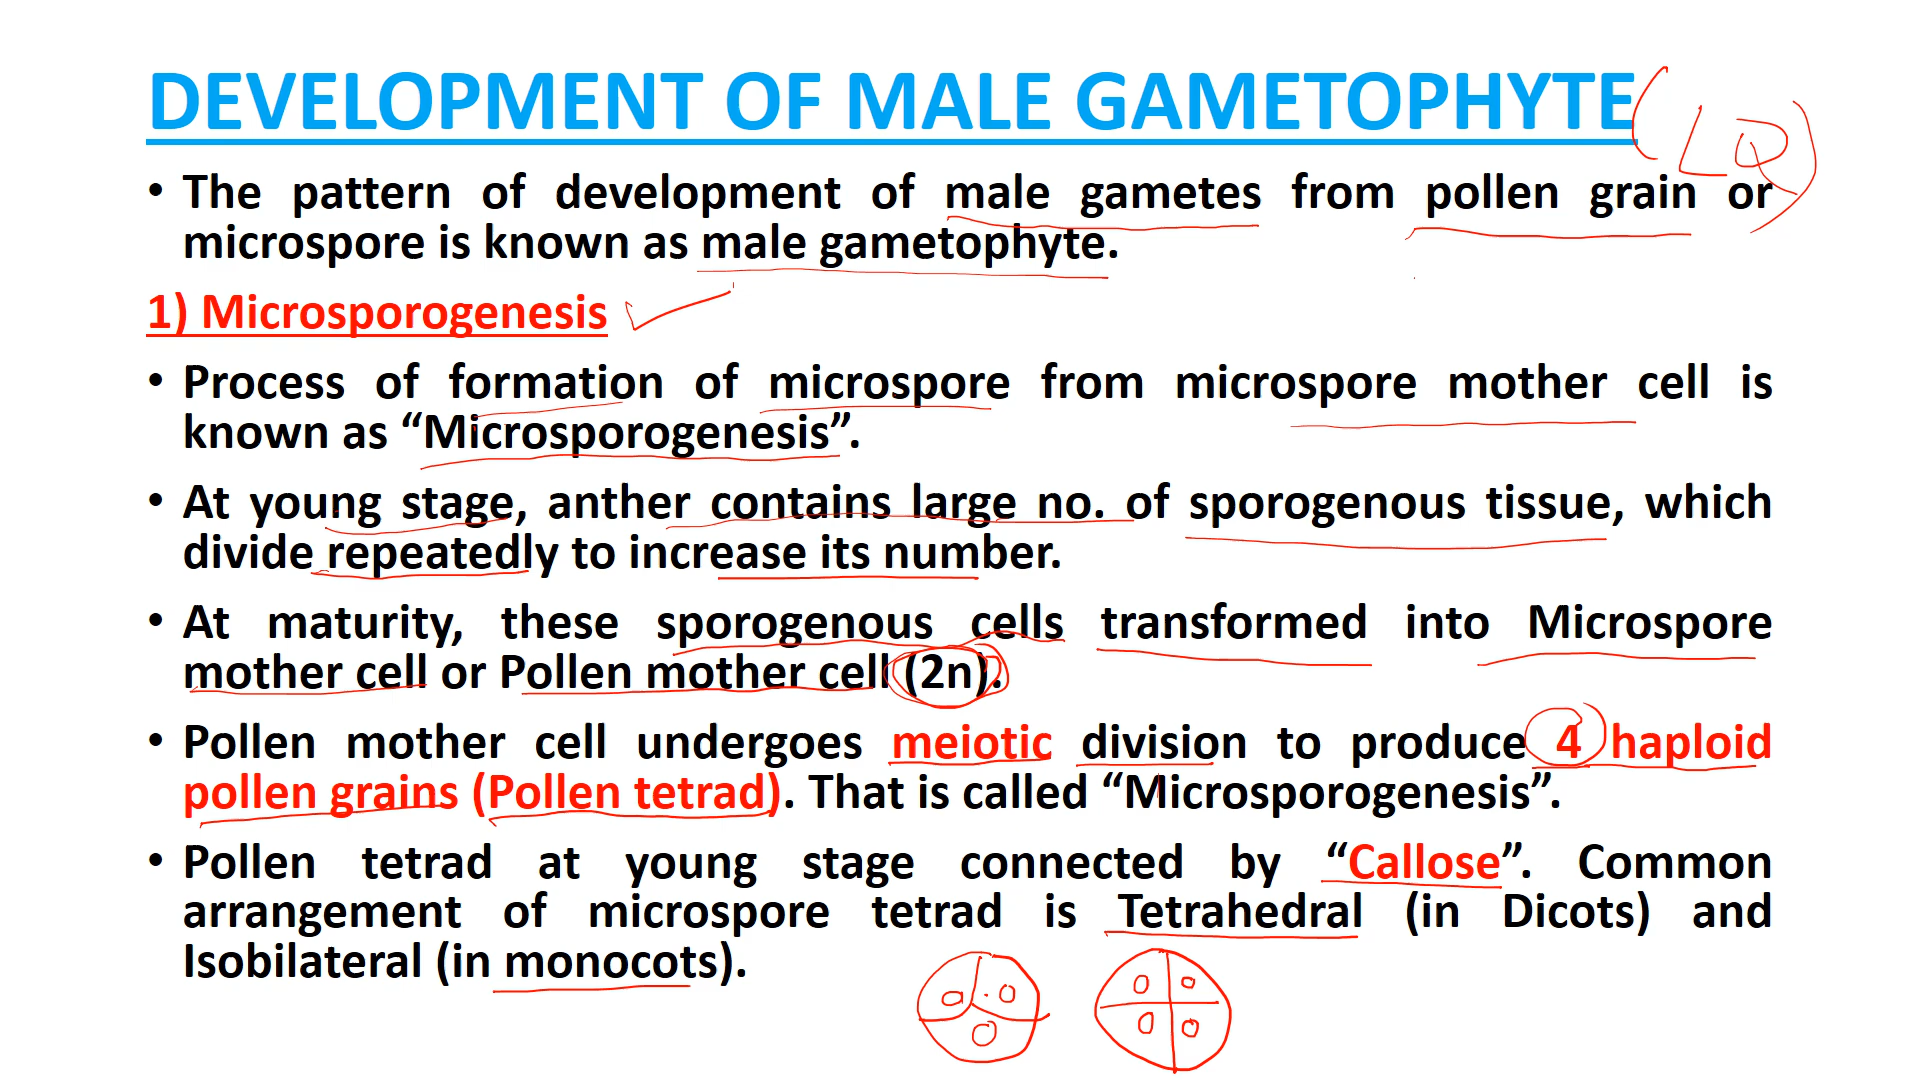 DEVELOPMENT OF MALE GAMETOPHYTE
• The pattern of development of male gametes from pollen grain or
microspore is known as male gametophyte.
1) Microsporogenesis
• Process of formation of microspore from microspore mother cell is
known as “Microsporogenesis”.
• At young stage, anther contains large no. of sporogenous tissue, which
divide repeatedly to increase its number.
• At maturity, these sporogenous cells transformed into Microspore
mother cell or Pollen mother cell (2n).
• Pollen mother cell undergoes meiotic division to produce 4 haploid
pollen grains (Pollen tetrad). That is called “Microsporogenesis”.
• Pollen tetrad at young stage connected by “Callose”. Common
arrangement of microspore tetrad is Tetrahedral (in Dicots) and
Isobilateral (in monocots).